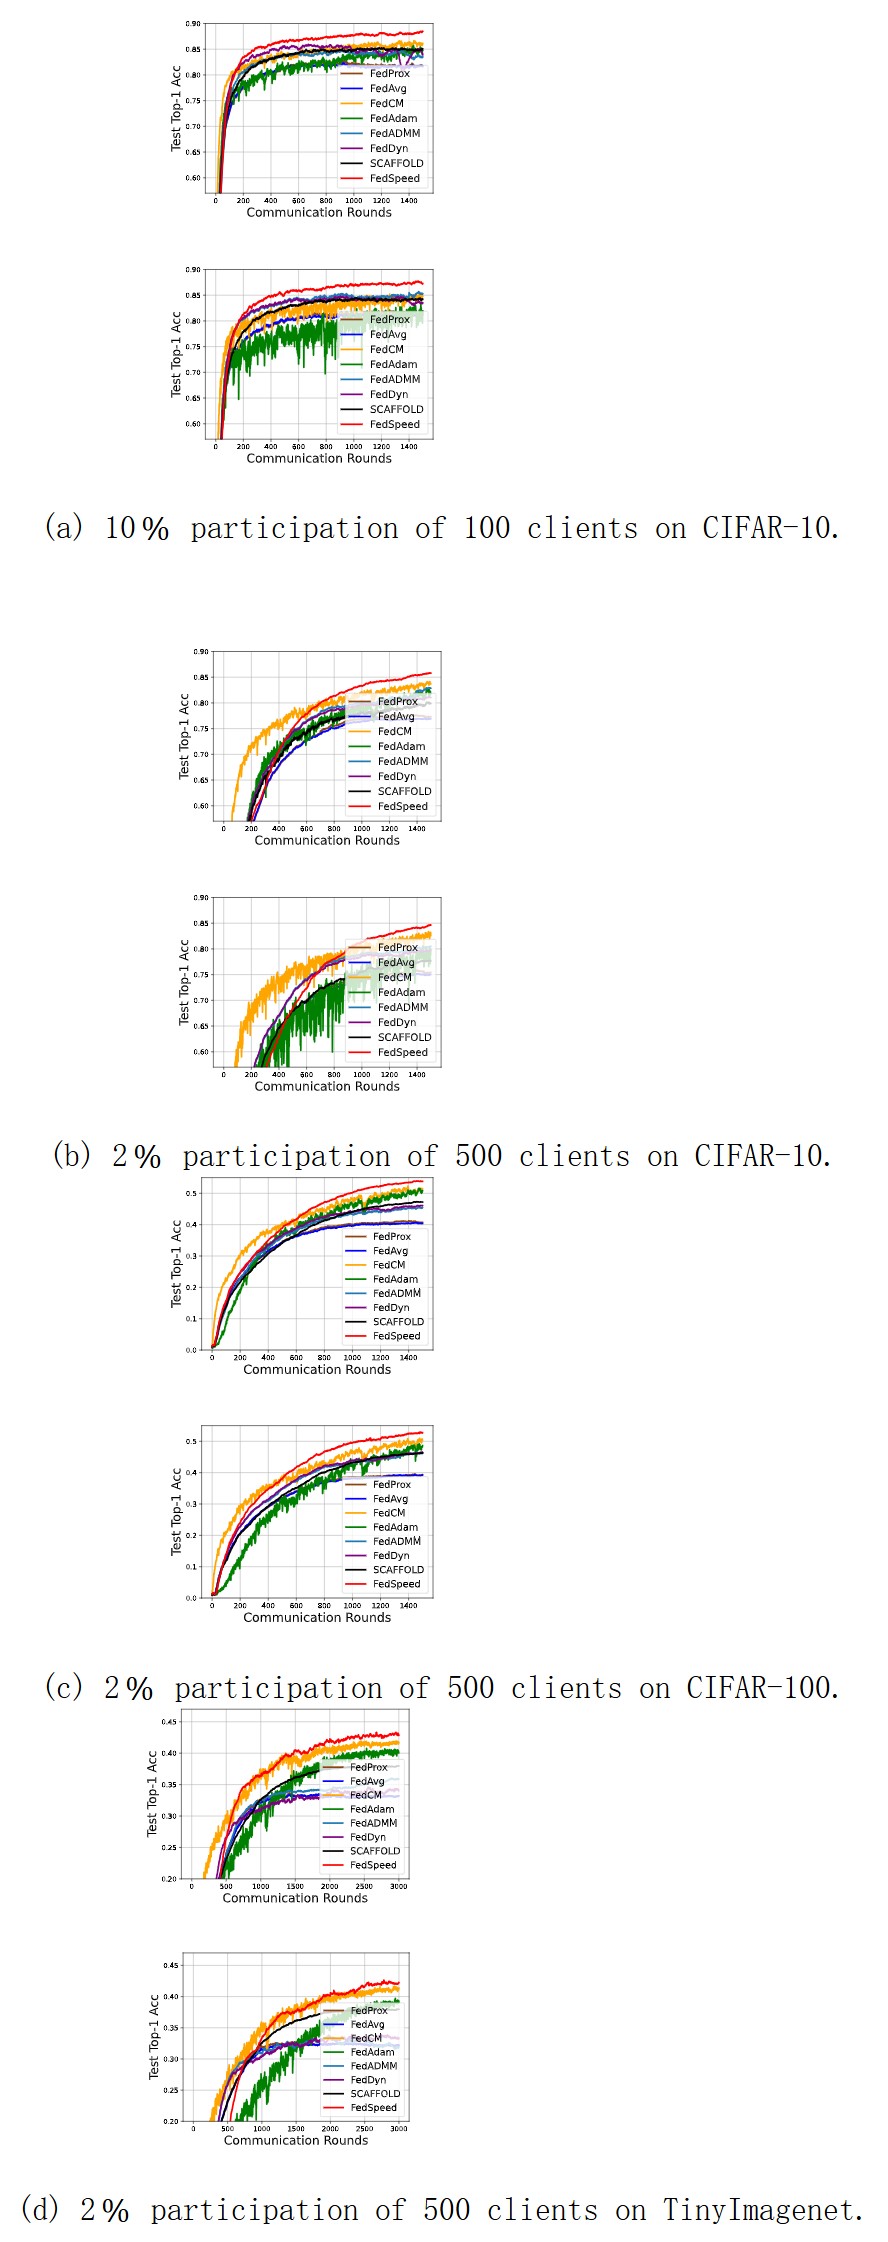 0.90
0.85
0.80
0.75
0.70
0.65
0.60
Test Top-1 Acc
FedProx
FedAvg
FedCM
FedAdam
FedADMM
FedDyn
SCAFFOLD
FedSpeed
0 200 400 600 800 1000 1200 1400
Communication Rounds
0.90
0.85
0.80
0.75
0.70
0.65
0.60
Test Top-1 Acc
FedProx
FedAvg
FedCM
FedAdam
FedADMM
FedDyn
SCAFFOLD
FedSpeed
0 200 400 600 800 1000 1200 1400
Communication Rounds
(a) 10% participation of 100 clients on CIFAR-10.
0.90
0.85
0.80
0.75
0.70
0.65
0.60
Test Top-1 Acc
FedProx
FedAvg
FedCM
FedAdam
FedADMM
FedDyn
SCAFFOLD
FedSpeed
0 200 400 600 800 1000 1200 1400
Communication Rounds
0.90
0.85
0.80
0.75
0.70
0.65
0.60
Test Top-1 Acc
FedProx
FedAvg
FedCM
FedAdam
FedADMM
FedDyn
SCAFFOLD
FedSpeed
0 200 400 600 800 1000 1200 1400
Communication Rounds
(b) 2% participation of 500 clients on CIFAR-10.
0.5
0.4
0.3
0.2
0.1
0.0
Test Top-1 Acc
FedProx
FedAvg
FedCM
FedAdam
FedADMM
FedDyn
SCAFFOLD
FedSpeed
0 200 400 600 800 1000 1200 1400
Communication Rounds
0.5
0.4
0.3
0.2
0.1
0.0
Test Top-1 Acc
FedProx
FedAvg
FedCM
FedAdam
FedADMM
FedDyn
SCAFFOLD
FedSpeed
0 200 400 600 800 1000 1200 1400
Communication Rounds
(c) 2% participation of 500 clients on CIFAR-100.
0.45
0.40
0.35
0.30
0.25
0.20
Test Top-1 Acc
FedProx
FedAvg
FedCM
FedAdam
FedADMM
FedDyn
SCAFFOLD
FedSpeed
0 500 1000 1500 2000 2500 3000
Communication Rounds
0.45
0.40
0.35
0.30
0.25
0.20
Test Top-1 Acc
FedProx
FedAvg
FedCM
FedAdam
FedADMM
FedDyn
SCAFFOLD
FedSpeed
0 500 1000 1500 2000 2500 3000
Communication Rounds
(d) 2% participation of 500 clients on TinyImagenet.